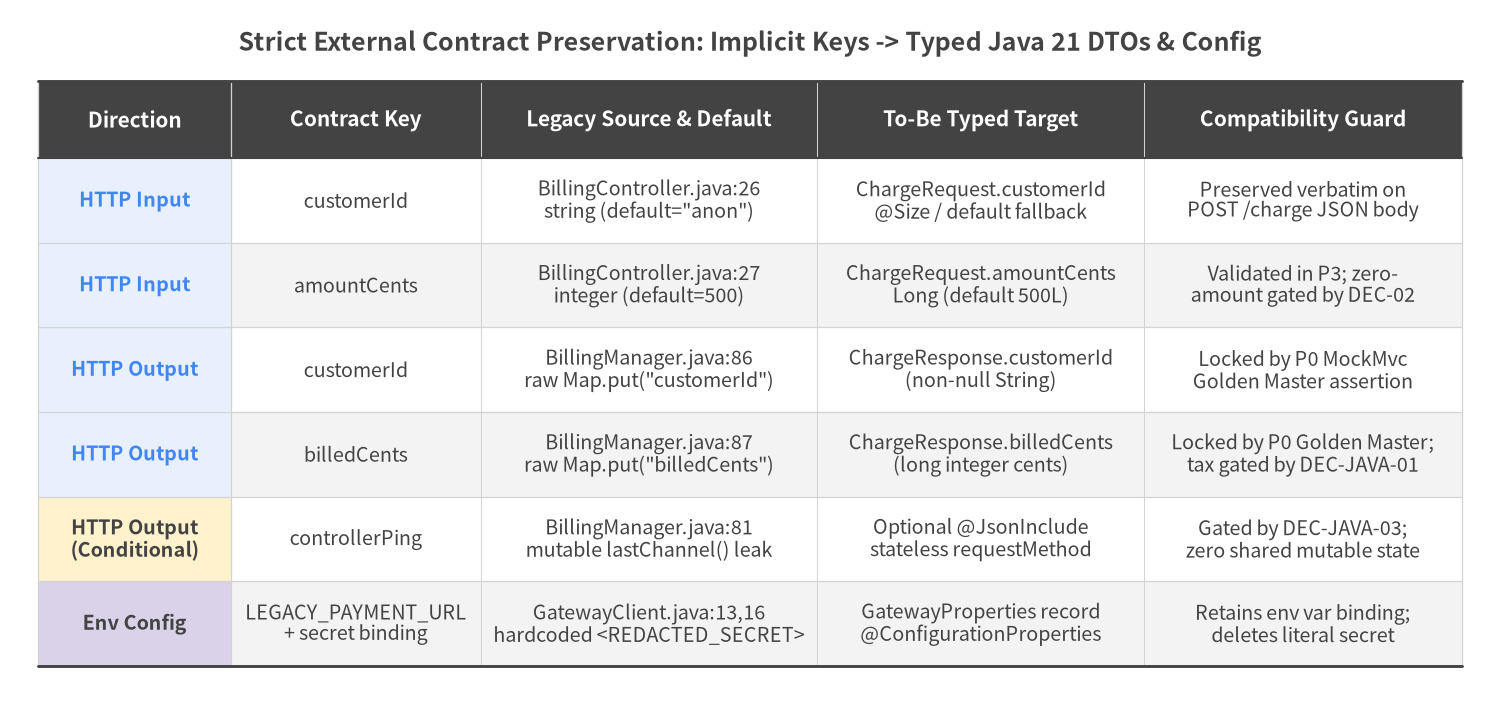 Strict External Contract Preservation: Implicit Keys -> Typed Java 21 DTOs & Config
Direction
Contract Key
Legacy Source & Default
To-Be Typed Target
Compatibility Guard
HTTP Input
customerId
BillingController.java:26
string (default="anon")
ChargeRequest.customerId
@Size / default fallback
Preserved verbatim on
POST /charge JSON body
HTTP Input
amountCents
BillingController.java:27
integer (default=500)
ChargeRequest.amountCents
Long (default 500L)
Validated in P3; zero-
amount gated by DEC-02
HTTP Output
customerId
BillingManager.java:86
raw Map.put("customerId")
ChargeResponse.customerId
(non-null String)
Locked by P0 MockMvc
Golden Master assertion
HTTP Output
billedCents
BillingManager.java:87
raw Map.put("billedCents")
ChargeResponse.billedCents
(long integer cents)
Locked by P0 Golden Master;
tax gated by DEC-JAVA-01
HTTP Output
(Conditional)
controllerPing
BillingManager.java:81
mutable lastChannel() leak
Optional @JsonInclude
stateless requestMethod
Gated by DEC-JAVA-03;
zero shared mutable state
Env Config
LEGACY_PAYMENT_URL
+ secret binding
GatewayClient.java:13,16
hardcoded <REDACTED_SECRET>
GatewayProperties record
@ConfigurationProperties
Retains env var binding;
deletes literal secret